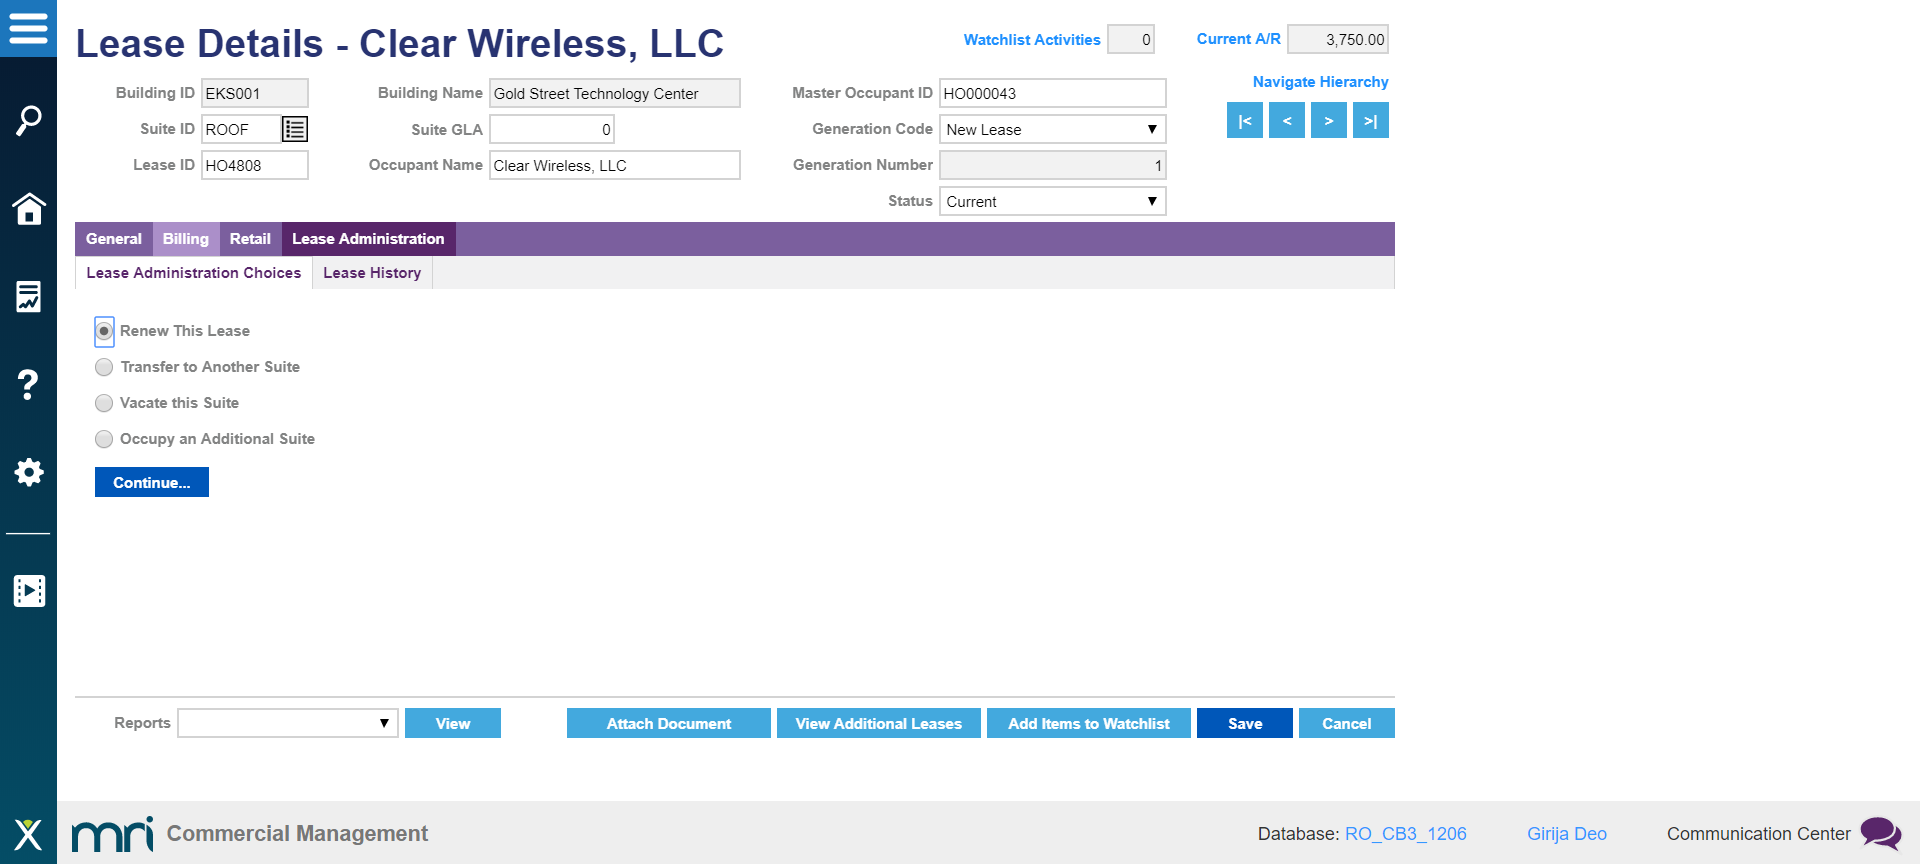 Lease Details - Clear Wireless, LLC
Watchlist Activities 0 Current A/R 3,750.00
Navigate Hierarchy
|< < > >|
Building ID EKS001 Building Name Gold Street Technology Center Master Occupant ID HO000043
Suite ID ROOF Suite GLA 0 Generation Code New Lease
Lease ID HO4808 Occupant Name Clear Wireless, LLC Generation Number 1
Status Current
General Billing Retail Lease Administration
Lease Administration Choices Lease History
Renew This Lease
Transfer to Another Suite
Vacate this Suite
Occupy an Additional Suite
Continue...
Reports View Attach Document View Additional Leases Add Items to Watchlist Save Cancel
mri Commercial Management Database: RO_CB3_1206 Girija Deo Communication Center